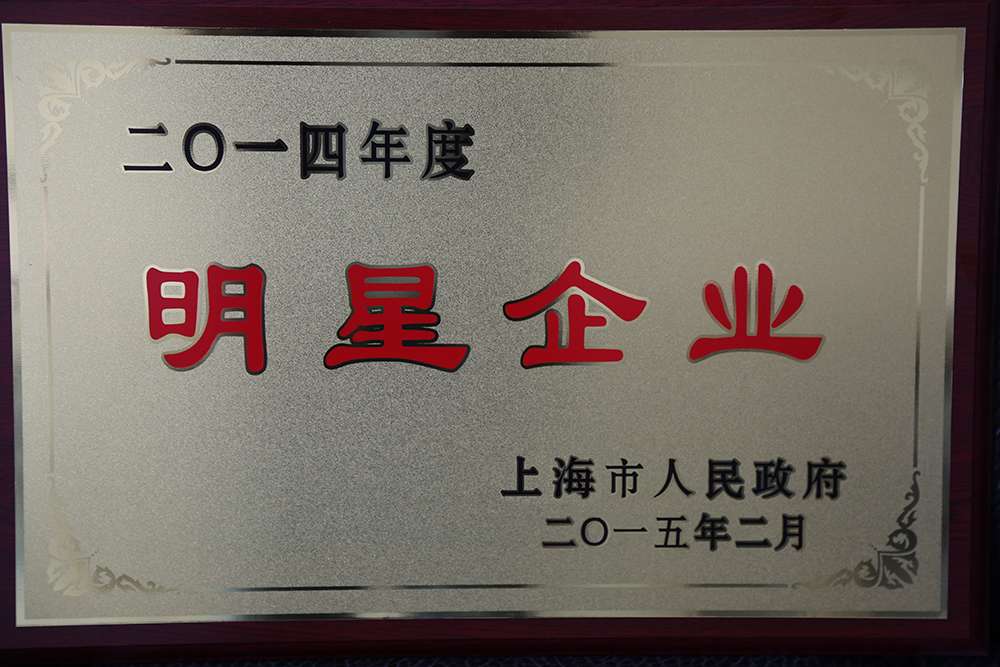 二〇一四年度
明星企业
上海市人民政府
二〇一五年二月